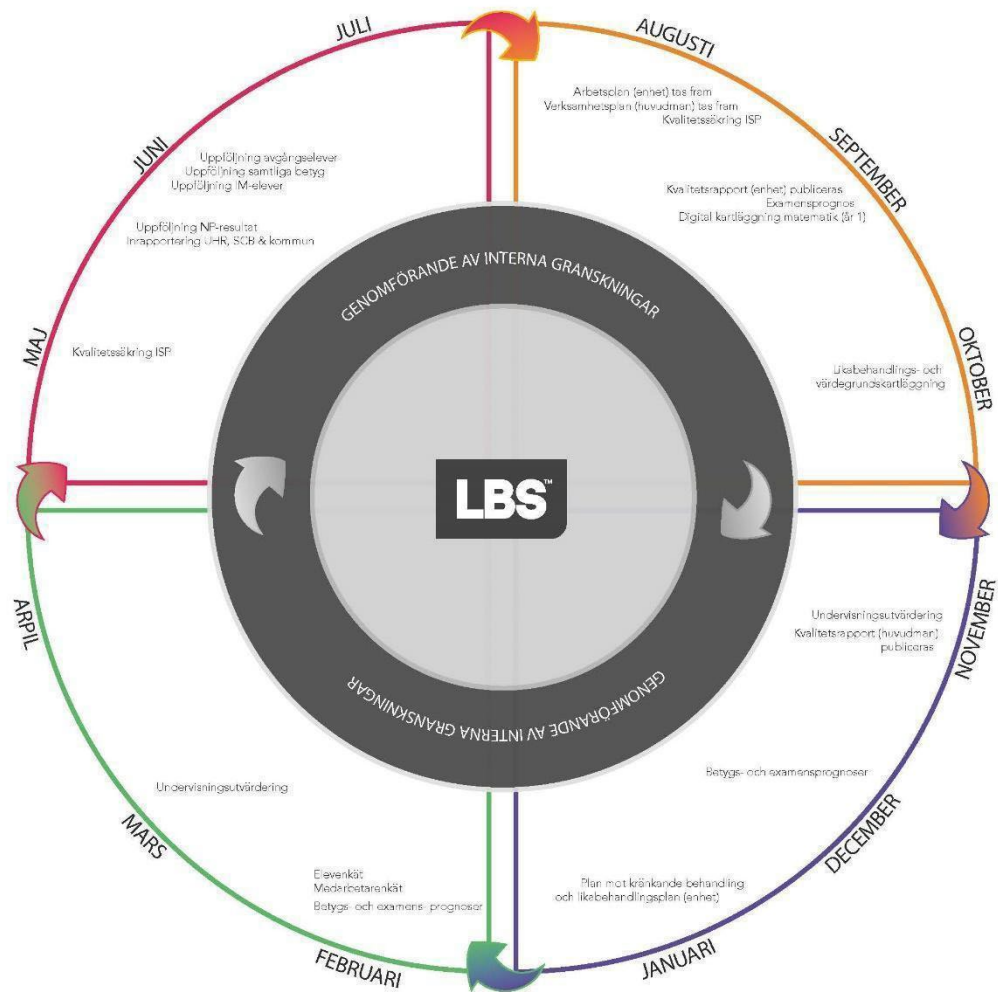 JULI
AUGUSTI
Arbetsplan (enhet) tas fram
Verksamhetsplan (huvudman) tas fram
Kvalitetssäkring ISP
SEPTEMBER
Kvalitetsrapport (enhet) publiceras
Examensprognos
Digital kartläggning matematik (år 1)
OKTOBER
Likabehandlings- och
värdegrundskartläggning
NOVEMBER
Undervisningsutvärdering
Kvalitetsrapport (huvudman)
publiceras
DECEMBER
Betygs- och examensprognoser
JANUARI
Plan mot kränkande behandling
och likabehandlingsplan (enhet)
FEBRUARI
Elevenkät
Medarbetarenkät
Betygs- och examens- prognoser
MARS
Undervisningsutvärdering
ARPIL
MAJ
Kvalitetssäkring ISP
JUNI
Uppföljning avgångselever
Uppföljning samtliga betyg
Uppföljning IM-elever
Uppföljning NP-resultat
Inrapportering UHR, SCB & kommun
GENOMFÖRANDE AV INTERNA GRANSKNINGAR
LBS™
GENOMFÖRANDE AV INTERNA GRANSKNINGAR